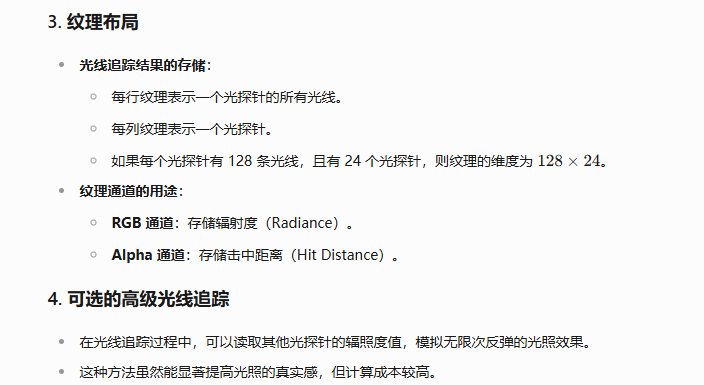 3. 纹理布局
光线追踪结果的存储：
每行纹理表示一个光探针的所有光线。
每列纹理表示一个光探针。
如果每个光探针有 128 条光线，且有 24 个光探针，则纹理的维度为 128 × 24。
纹理通道的用途：
RGB 通道：存储辐射度（Radiance）。
Alpha 通道：存储击中距离（Hit Distance）。
4. 可选的高级光线追踪
在光线追踪过程中，可以读取其他光探针的辐照度值，模拟无限次反弹的光照效果。
这种方法虽然能显著提高光照的真实感，但计算成本较高。